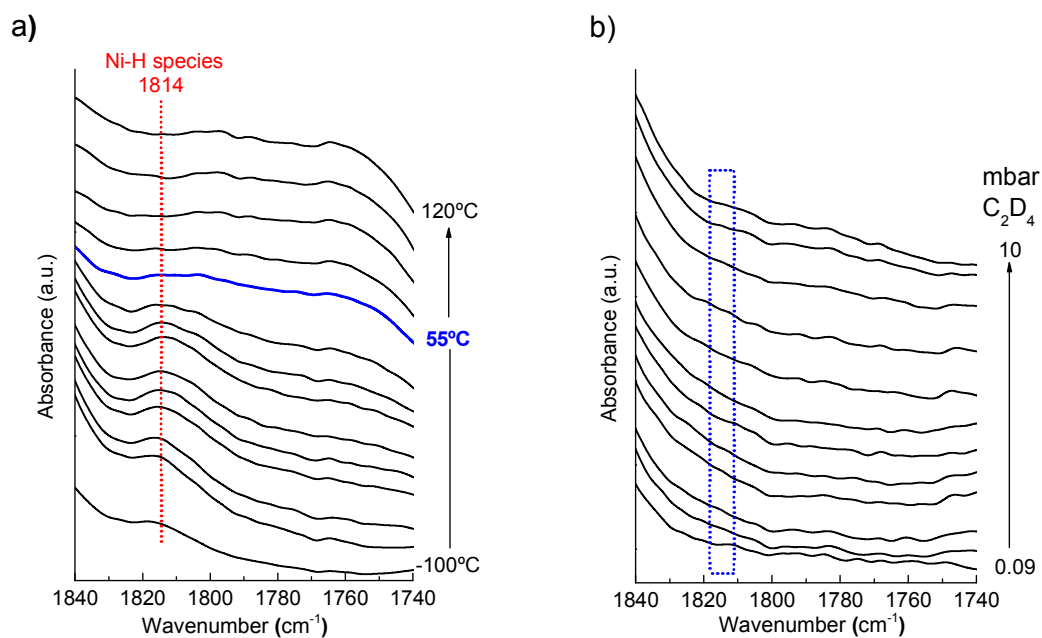 a)
Ni-H species
1814
120ºC
55ºC
-100ºC
Absorbance (a.u.)
1840 1820 1800 1780 1760 1740
Wavenumber (cm⁻¹)
b)
mbar
C₂D₄
10
0.09
Absorbance (a.u.)
1840 1820 1800 1780 1760 1740
Wavenumber (cm⁻¹)